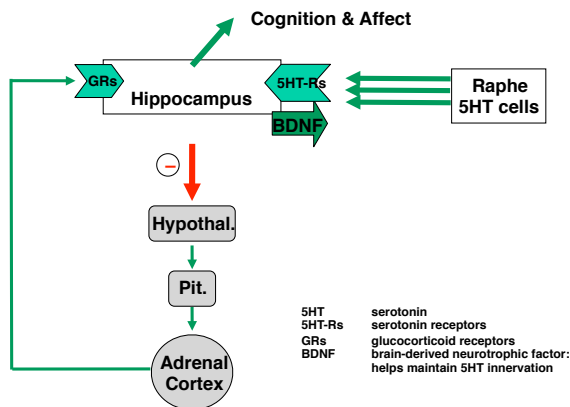 Cognition & Affect
GRs
Hippocampus
5HT-Rs
BDNF
Raphe
5HT cells
–
Hypothal.
Pit.
Adrenal
Cortex
5HT serotonin
5HT-Rs serotonin receptors
GRs glucocorticoid receptors
BDNF brain-derived neurotrophic factor:
helps maintain 5HT innervation